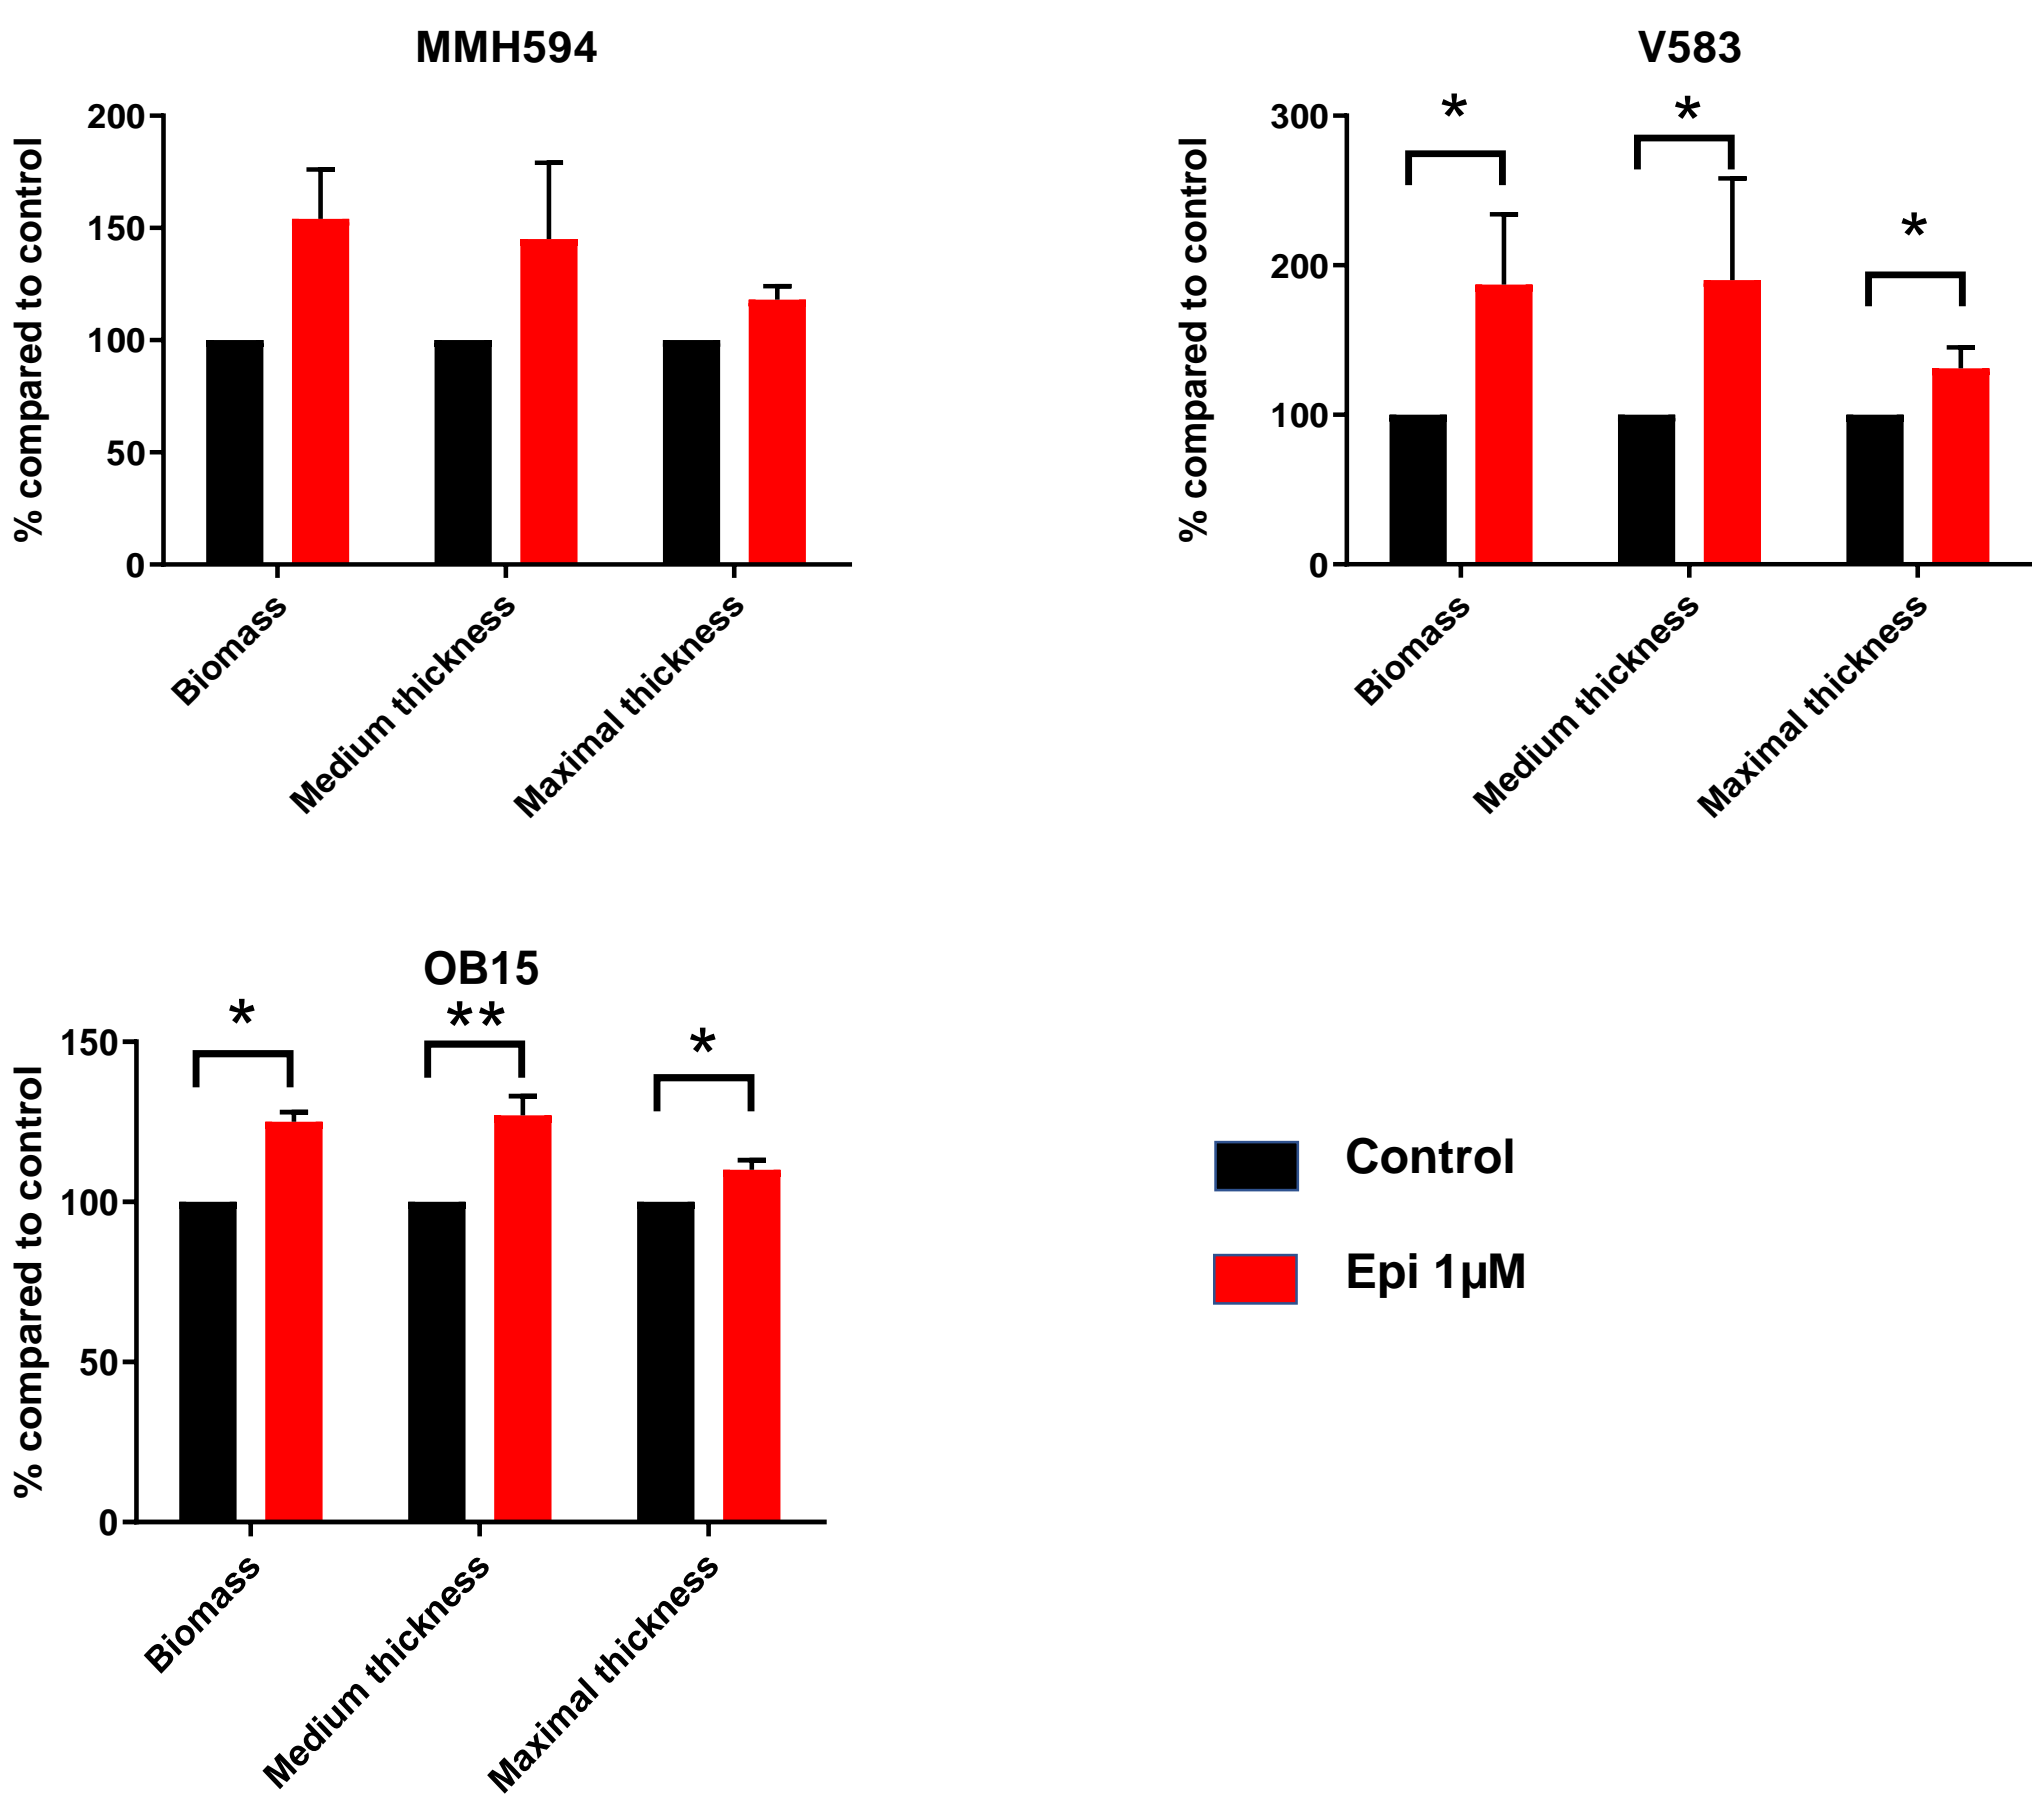 MMH594
% compared to control
200
150
100
50
0
Biomass
Medium thickness
Maximal thickness
V583
% compared to control
300
200
100
0
*
*
*
Biomass
Medium thickness
Maximal thickness
OB15
% compared to control
150
100
50
0
*
**
*
Biomass
Medium thickness
Maximal thickness
Control
Epi 1µM